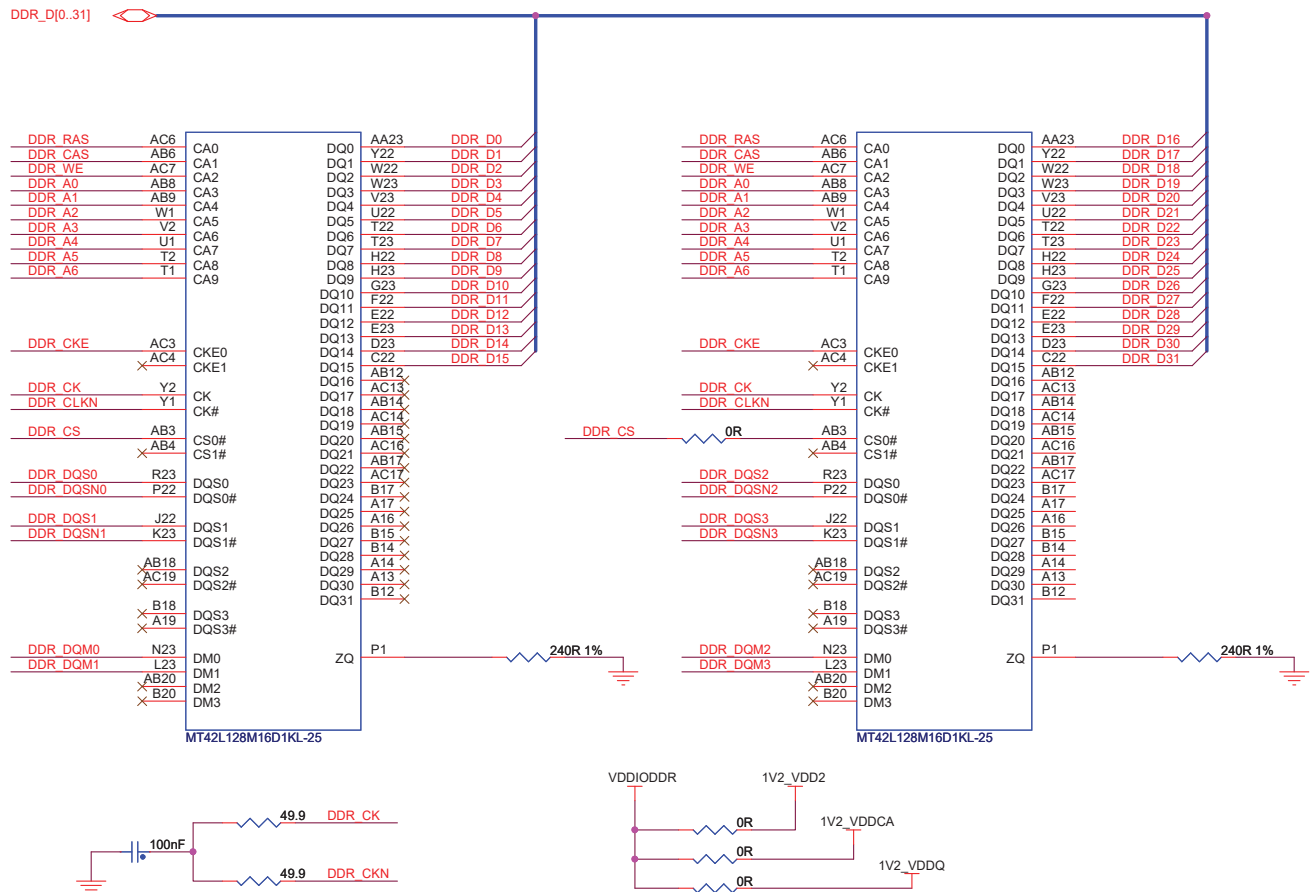 DDR_D[0..31]
DDR_RAS AC6 CA0 DQ0 AA23 DDR_D0 DDR_RAS AC6 CA0 DQ0 AA23 DDR_D16
DDR_CAS AB6 CA1 DQ1 Y22 DDR_D1 DDR_CAS AB6 CA1 DQ1 Y22 DDR_D17
DDR_WE AC7 CA2 DQ2 W22 DDR_D2 DDR_WE AC7 CA2 DQ2 W22 DDR_D18
DDR_A0 AB8 CA3 DQ3 W23 DDR_D3 DDR_A0 AB8 CA3 DQ3 W23 DDR_D19
DDR_A1 AB9 CA4 DQ4 V23 DDR_D4 DDR_A1 AB9 CA4 DQ4 V23 DDR_D20
DDR_A2 W1 CA5 DQ5 U22 DDR_D5 DDR_A2 W1 CA5 DQ5 U22 DDR_D21
DDR_A3 V2 CA6 DQ6 T22 DDR_D6 DDR_A3 V2 CA6 DQ6 T22 DDR_D22
DDR_A4 U1 CA7 DQ7 T23 DDR_D7 DDR_A4 U1 CA7 DQ7 T23 DDR_D23
DDR_A5 T2 CA8 DQ8 H22 DDR_D8 DDR_A5 T2 CA8 DQ8 H22 DDR_D24
DDR_A6 T1 CA9 DQ9 H23 DDR_D9 DDR_A6 T1 CA9 DQ9 H23 DDR_D25
DQ10 G23 DDR_D10 DQ10 G23 DDR_D26
DQ11 F22 DDR_D11 DQ11 F22 DDR_D27
DQ12 E22 DDR_D12 DQ12 E22 DDR_D28
DQ13 E23 DDR_D13 DQ13 E23 DDR_D29
DDR_CKE AC3 CKE0 DQ14 D23 DDR_D14 DDR_CKE AC3 CKE0 DQ14 D23 DDR_D30
AC4 CKE1 DQ15 C22 DDR_D15 AC4 CKE1 DQ15 C22 DDR_D31
DQ16 AB12 DQ16 AB12
DDR_CK Y2 CK DQ17 AC13 DDR_CK Y2 CK DQ17 AC13
DDR_CLKN Y1 CK# DQ18 AB14 DDR_CLKN Y1 CK# DQ18 AB14
DQ19 AC14 DQ19 AC14
DDR_CS AB3 CS0# DQ20 AB15 DDR_CS 0R AB3 CS0# DQ20 AB15
AB4 CS1# DQ21 AC16 AB4 CS1# DQ21 AC16
DQ22 AB17 DQ22 AB17
DDR_DQS0 R23 DQS0 DQ23 AC17 DDR_DQS2 R23 DQS0 DQ23 AC17
DDR_DQSN0 P22 DQS0# DQ24 B17 DDR_DQSN2 P22 DQS0# DQ24 B17
DQ25 A17 DQ25 A17
DDR_DQS1 J22 DQS1 DQ26 A16 DDR_DQS3 J22 DQS1 DQ26 A16
DDR_DQSN1 K23 DQS1# DQ27 B15 DDR_DQSN3 K23 DQS1# DQ27 B15
DQ28 B14 DQ28 B14
AB18 DQS2 DQ29 A14 AB18 DQS2 DQ29 A14
AC19 DQS2# DQ30 A13 AC19 DQS2# DQ30 A13
DQ31 B12 DQ31 B12
B18 DQS3 B18 DQS3
A19 DQS3# A19 DQS3#
DDR_DQM0 N23 DM0 ZQ P1 240R 1% DDR_DQM2 N23 DM0 ZQ P1 240R 1%
DDR_DQM1 L23 DM1 DDR_DQM3 L23 DM1
AB20 DM2 AB20 DM2
B20 DM3 B20 DM3
MT42L128M16D1KL-25 MT42L128M16D1KL-25
VDDIODDR 1V2_VDD2
49.9 DDR_CK 0R 1V2_VDDCA
100nF 0R 1V2_VDDQ
49.9 DDR_CKN 0R